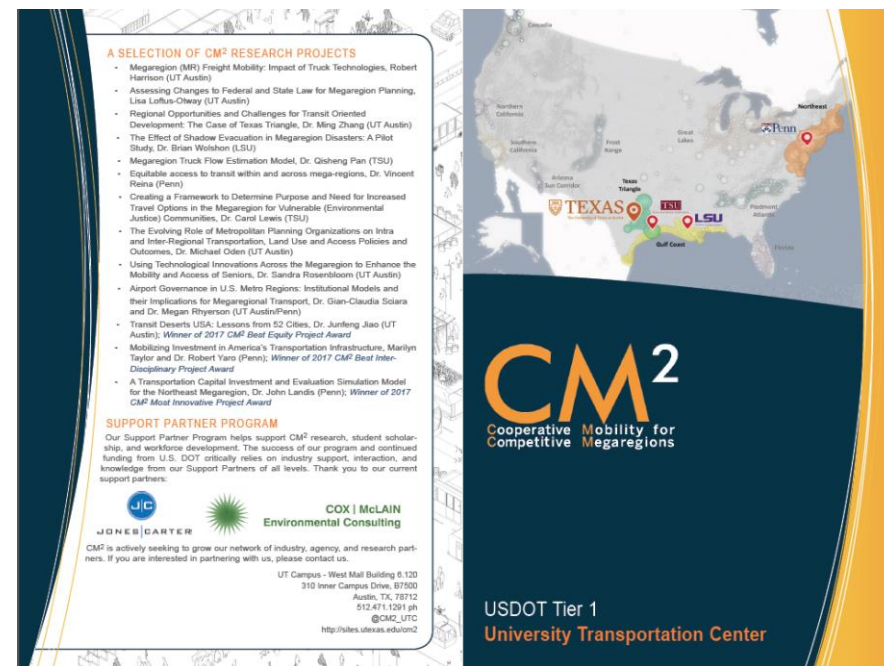 A SELECTION OF CM² RESEARCH PROJECTS
- Megaregion (MR) Freight Mobility: Impact of Truck Technologies, Robert
Harrison (UT Austin)
- Assessing Changes to Federal and State Law for Megaregion Planning,
Lisa Loftus-Otway (UT Austin)
- Regional Opportunities and Challenges for Transit Oriented
Development: The Case of Texas Triangle, Dr. Ming Zhang (UT Austin)
- The Effect of Shadow Evacuation in Megaregion Disasters: A Pilot
Study, Dr. Brian Wolshon (LSU)
- Megaregion Truck Flow Estimation Model, Dr. Qisheng Pan (TSU)
- Equitable access to transit within and across mega-regions, Dr. Vincent
Reina (Penn)
- Creating a Framework to Determine Purpose and Need for Increased
Travel Options in the Megaregion for Vulnerable (Environmental
Justice) Communities, Dr. Carol Lewis (TSU)
- The Evolving Role of Metropolitan Planning Organizations on Intra
and Inter-Regional Transportation, Land Use and Access Policies and
Outcomes, Dr. Michael Oden (UT Austin)
- Using Technological Innovations Across the Megaregion to Enhance the
Mobility and Access of Seniors, Dr. Sandra Rosenbloom (UT Austin)
- Airport Governance in U.S. Metro Regions: Institutional Models and
their Implications for Megaregional Transport, Dr. Gian-Claudia Sciara
and Dr. Megan Rhyerson (UT Austin/Penn)
- Transit Deserts USA: Lessons from 52 Cities, Dr. Junfeng Jiao (UT
Austin); Winner of 2017 CM² Best Equity Project Award
- Mobilizing Investment in America's Transportation Infrastructure, Marilyn
Taylor and Dr. Robert Yaro (Penn); Winner of 2017 CM² Best Inter-
Disciplinary Project Award
- A Transportation Capital Investment and Evaluation Simulation Model
for the Northeast Megaregion, Dr. John Landis (Penn); Winner of 2017
CM² Most Innovative Project Award
SUPPORT PARTNER PROGRAM
Our Support Partner Program helps support CM² research, student scholar-
ship, and workforce development. The success of our program and continued
funding from U.S. DOT critically relies on industry support, interaction, and
knowledge from our Support Partners of all levels. Thank you to our current
support partners:
J|C
JONES|CARTER
COX | McLAIN
Environmental Consulting
CM² is actively seeking to grow our network of industry, agency, and research part-
ners. If you are interested in partnering with us, please contact us.
UT Campus - West Mall Building 6.120
310 Inner Campus Drive, B7500
Austin, TX, 78712
512.471.1291 ph
@CM2_UTC
http://sites.utexas.edu/cm2
Cascadia
Northern
California
Southern
California
Front
Range
Great
Lakes
Northeast
Penn
Arizona
Sun Corridor
Texas
Triangle
TEXAS
TSU
LSU
Gulf Coast
Piedmont
Atlantic
Florida
CM²
Cooperative Mobility for
Competitive Megaregions
USDOT Tier 1
University Transportation Center